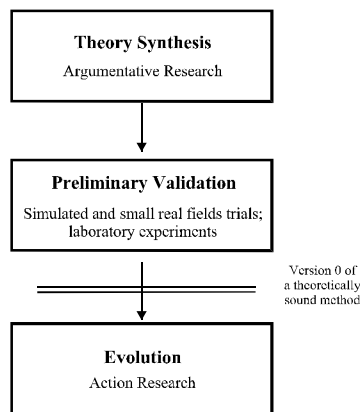 Theory Synthesis
Argumentative Research
Preliminary Validation
Simulated and small real fields trials;
laboratory experiments
Version 0 of
a theoretically
sound method
Evolution
Action Research